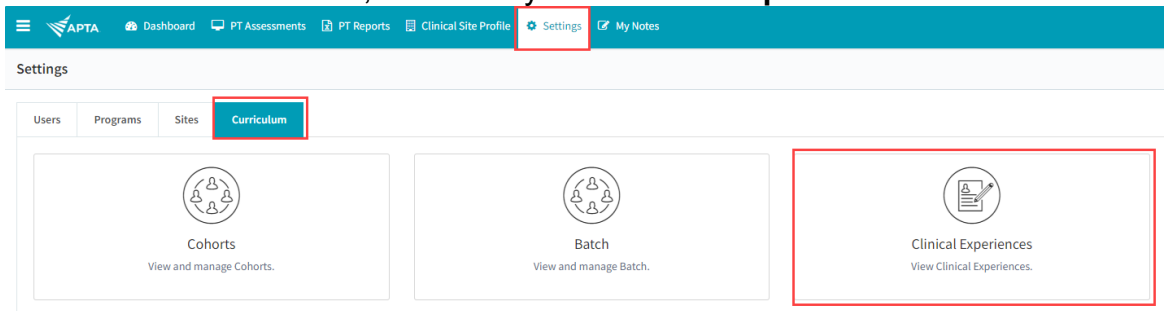 APTA Dashboard PT Assessments PT Reports Clinical Site Profile Settings My Notes
Settings
Users Programs Sites Curriculum
Cohorts Batch Clinical Experiences
View and manage Cohorts. View and manage Batch. View Clinical Experiences.